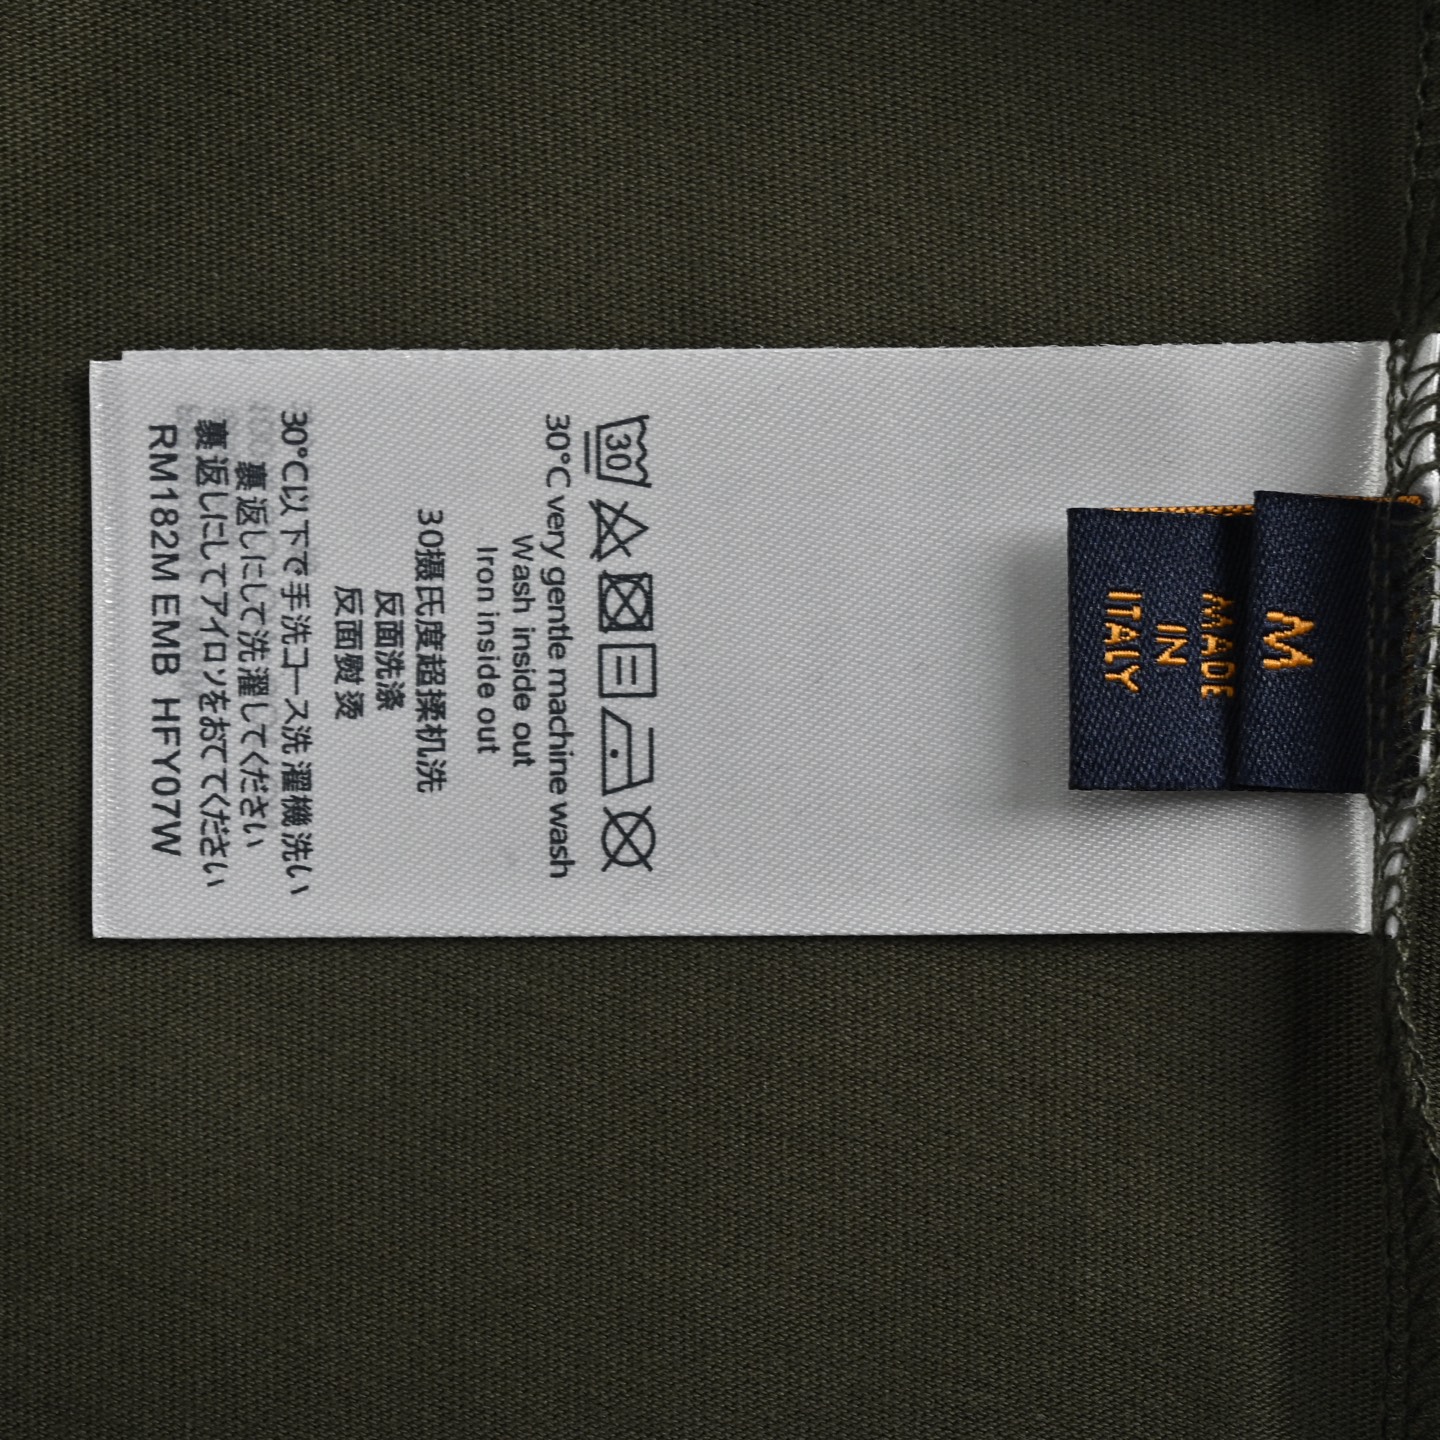 M
MADE
IN
ITALY
30
30°C very gentle machine wash
Wash inside out
Iron inside out
30摄氏度超揉机洗
反面洗涤
反面熨烫
30°C以下で手洗コース洗濯機洗い
裏返しにして洗濯してください
裏返しにしてアイロソをおててください
RM182M EMB HFY07W